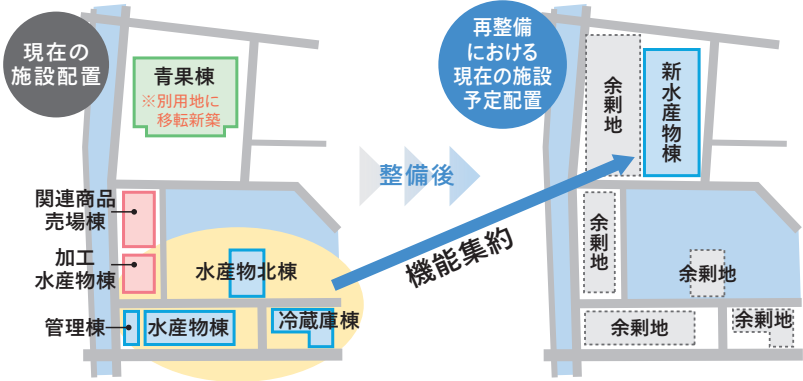 現在の
施設配置
青果棟
※別用地に
移転新築
関連商品
売場棟
加工
水産物棟
管理棟
水産物棟
水産物北棟
冷蔵庫棟
整備後
機能集約
再整備
における
現在の施設
予定配置
余剰地
新水産物棟
余剰地
余剰地
余剰地
余剰地